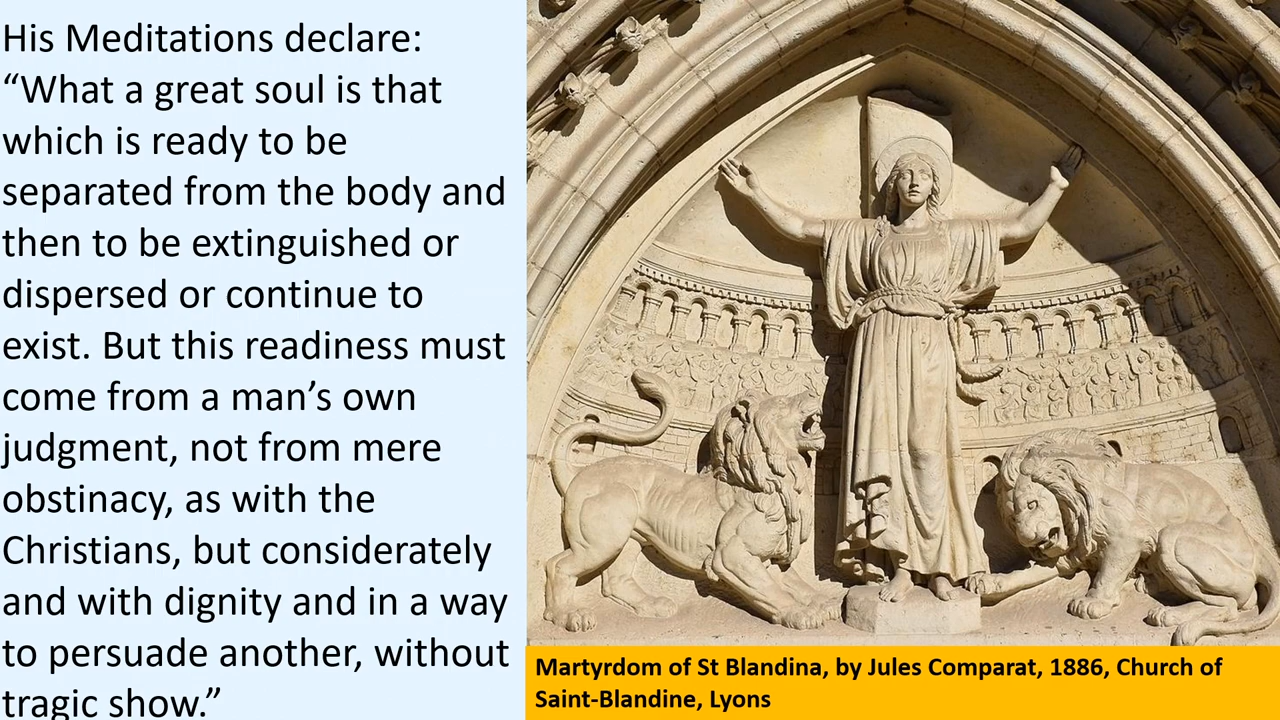 His Meditations declare:
“What a great soul is that
which is ready to be
separated from the body and
then to be extinguished or
dispersed or continue to
exist. But this readiness must
come from a man’s own
judgment, not from mere
obstinacy, as with the
Christians, but considerately
and with dignity and in a way
to persuade another, without
tragic show.”
Martyrdom of St Blandina, by Jules Comparat, 1886, Church of
Saint-Blandine, Lyons